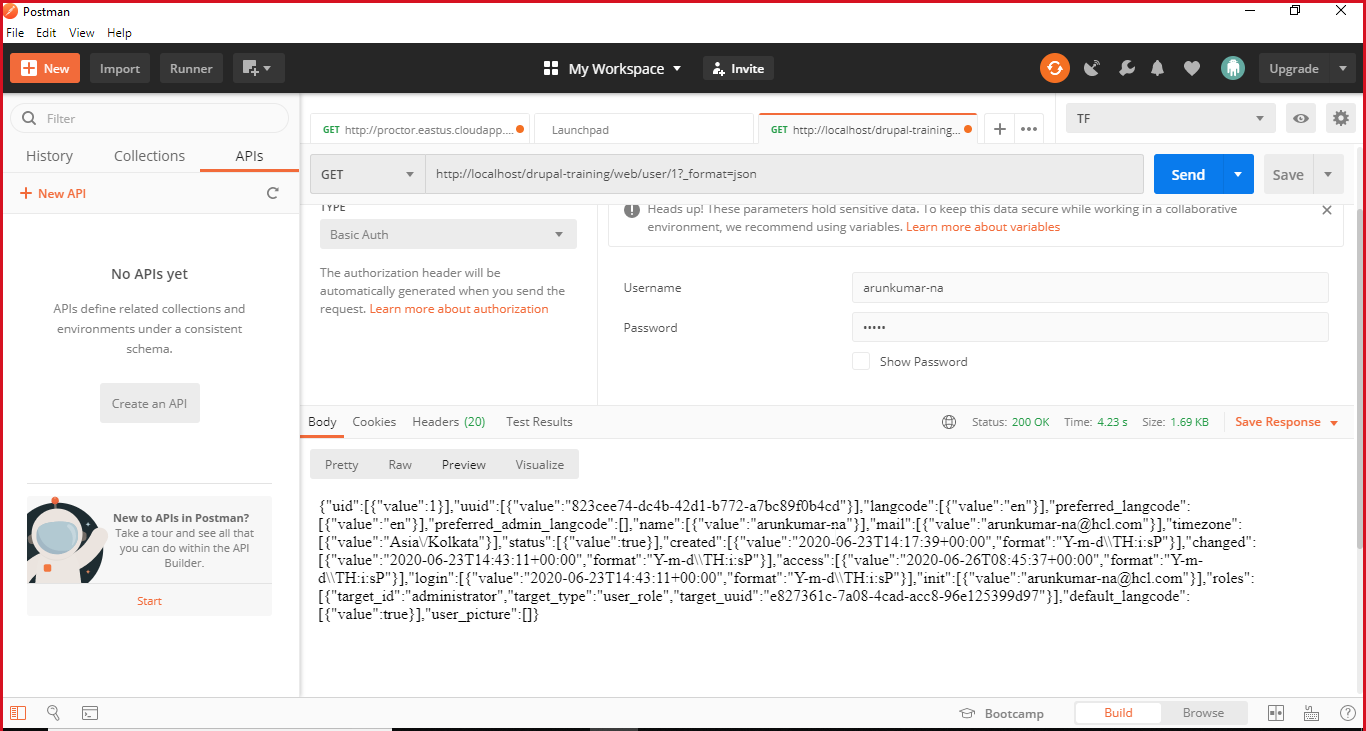 Postman
File Edit View Help
New Import Runner
My Workspace Invite
Upgrade
Filter
History Collections APIs
New API
No APIs yet
APIs define related collections and
environments under a consistent
schema.
Create an API
New to APIs in Postman?
Take a tour and see all that
you can do within the API
Builder.
Start
GET http://proctor.eastus.cloudapp....
Launchpad
GET http://localhost/drupal-training...
TF
GET http://localhost/drupal-training/web/user/1?_format=json
Send Save
TYPE
Basic Auth
The authorization header will be
automatically generated when you send the
request. Learn more about authorization
Heads up! These parameters hold sensitive data. To keep this data secure while working in a collaborative
environment, we recommend using variables. Learn more about variables
Username arunkumar-na
Password •••••
Show Password
Body Cookies Headers (20) Test Results
Status: 200 OK Time: 4.23 s Size: 1.69 KB Save Response
Pretty Raw Preview Visualize
{"uid":[{"value":1}],"uuid":[{"value":"823cee74-dc4b-42d1-b772-a7bc89f0b4cd"}],"langcode":[{"value":"en"}],"preferred_langcode":
[{"value":"en"}],"preferred_admin_langcode":[],"name":[{"value":"arunkumar-na"}],"mail":[{"value":"arunkumar-na@hcl.com"}],"timezone":
[{"value":"Asia\/Kolkata"}],"status":[{"value":true}],"created":[{"value":"2020-06-23T14:17:39+00:00","format":"Y-m-d\\TH:i:sP"}],"changed":
[{"value":"2020-06-23T14:43:11+00:00","format":"Y-m-d\\TH:i:sP"}],"access":[{"value":"2020-06-26T08:45:37+00:00","format":"Y-m-
d\\TH:i:sP"}],"login":[{"value":"2020-06-23T14:43:11+00:00","format":"Y-m-d\\TH:i:sP"}],"init":[{"value":"arunkumar-na@hcl.com"}],"roles":
[{"target_id":"administrator","target_type":"user_role","target_uuid":"e827361c-7a08-4cad-acc8-96e125399d97"}],"default_langcode":
[{"value":true}],"user_picture":[]}
Bootcamp Build Browse